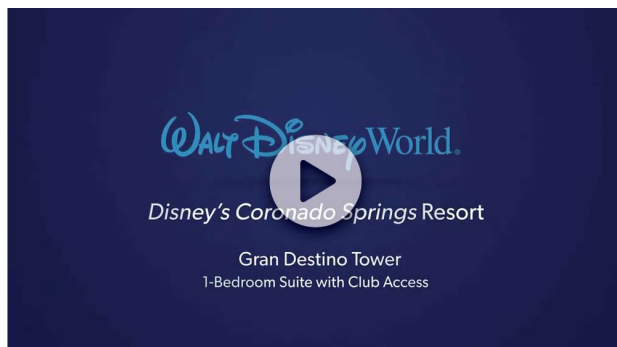 Walt Disney World.
Disney's Coronado Springs Resort
Gran Destino Tower
1-Bedroom Suite with Club Access